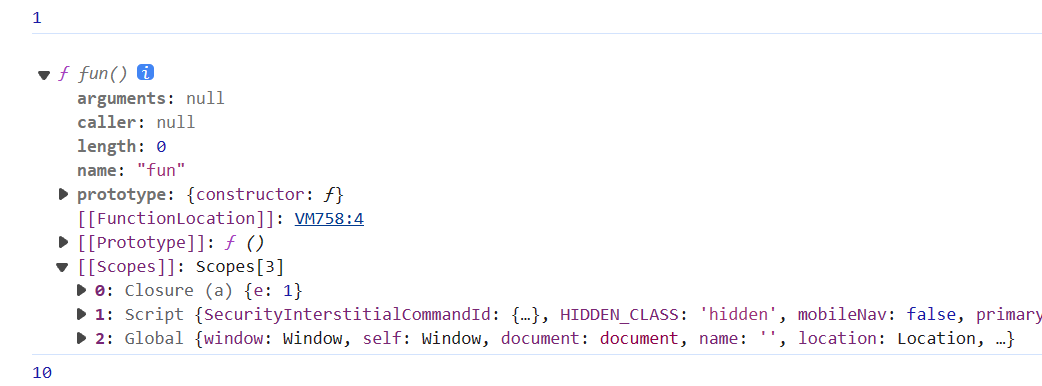 1
ƒ fun() i
arguments: null
caller: null
length: 0
name: "fun"
prototype: {constructor: ƒ}
[[FunctionLocation]]: VM758:4
[[Prototype]]: ƒ ()
[[Scopes]]: Scopes[3]
0: Closure (a) {e: 1}
1: Script {SecurityInterstitialCommandId: {…}, HIDDEN_CLASS: 'hidden', mobileNav: false, primary
2: Global {window: Window, self: Window, document: document, name: '', location: Location, …}
10